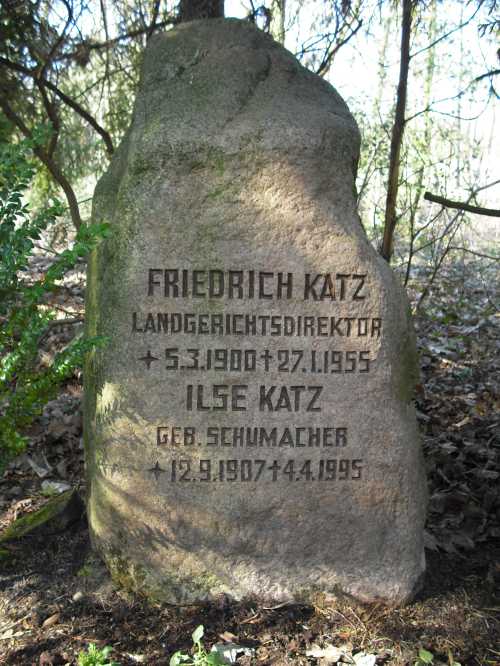 FRIEDRICH KATZ
LANDGERICHTSDIREKTOR
✦ 5.3.1900 † 27.1.1955
ILSE KATZ
GEB. SCHUMACHER
✦ 12.9.1907 † 4.4.1995